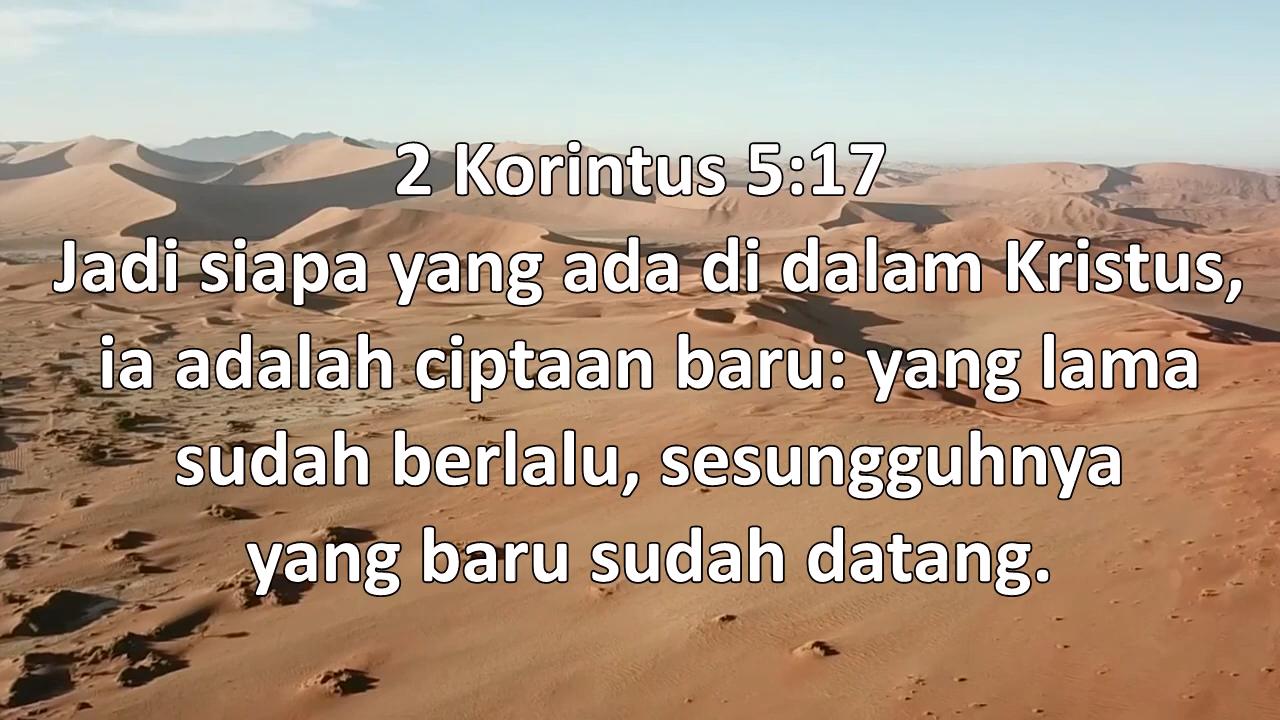 2 Korintus 5:17
Jadi siapa yang ada di dalam Kristus,
ia adalah ciptaan baru: yang lama
sudah berlalu, sesungguhnya
yang baru sudah datang.